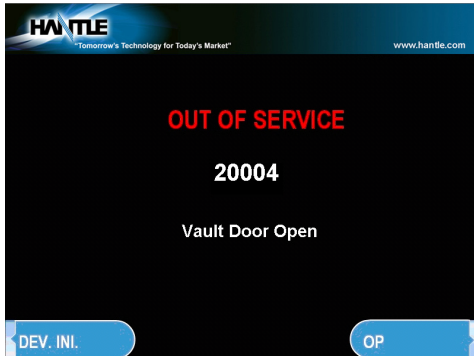 HANTLE
"Tomorrow's Technology for Today's Market"
www.hantle.com
OUT OF SERVICE
20004
Vault Door Open
DEV. INI.
OP